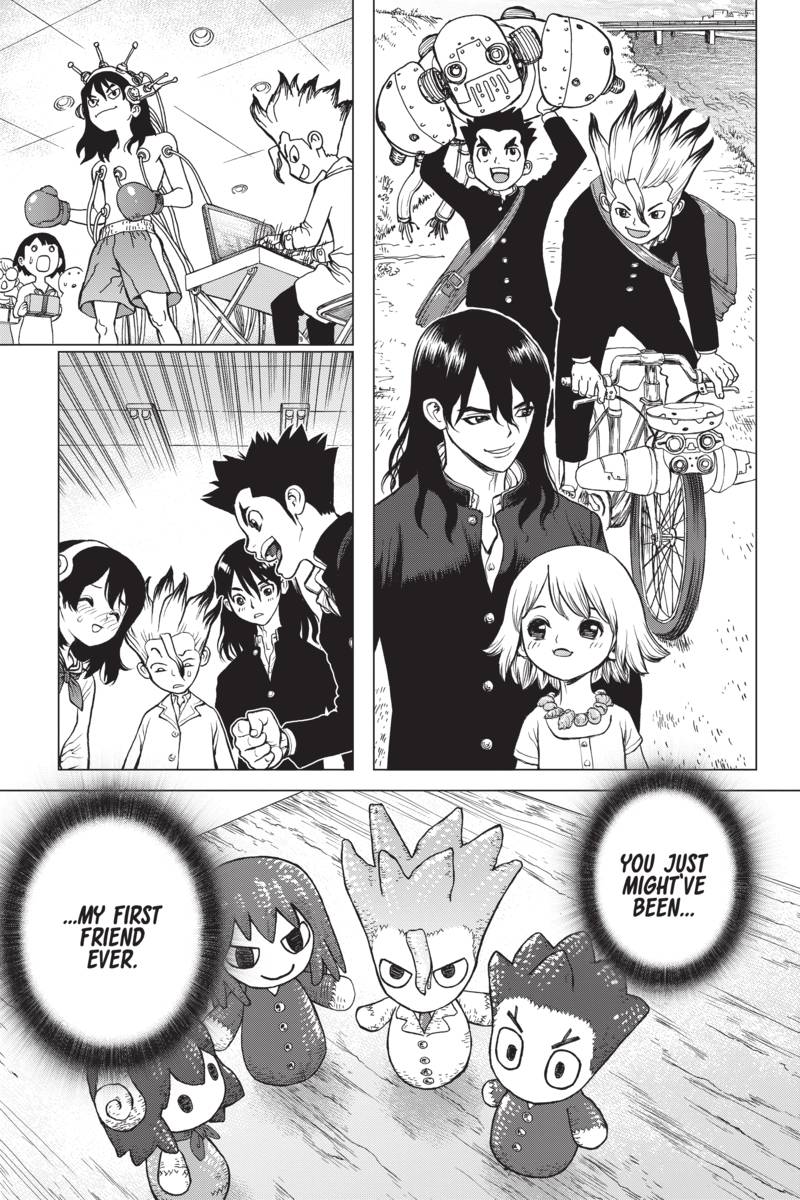 YOU JUST
MIGHT'VE
BEEN...
...MY FIRST
FRIEND
EVER.